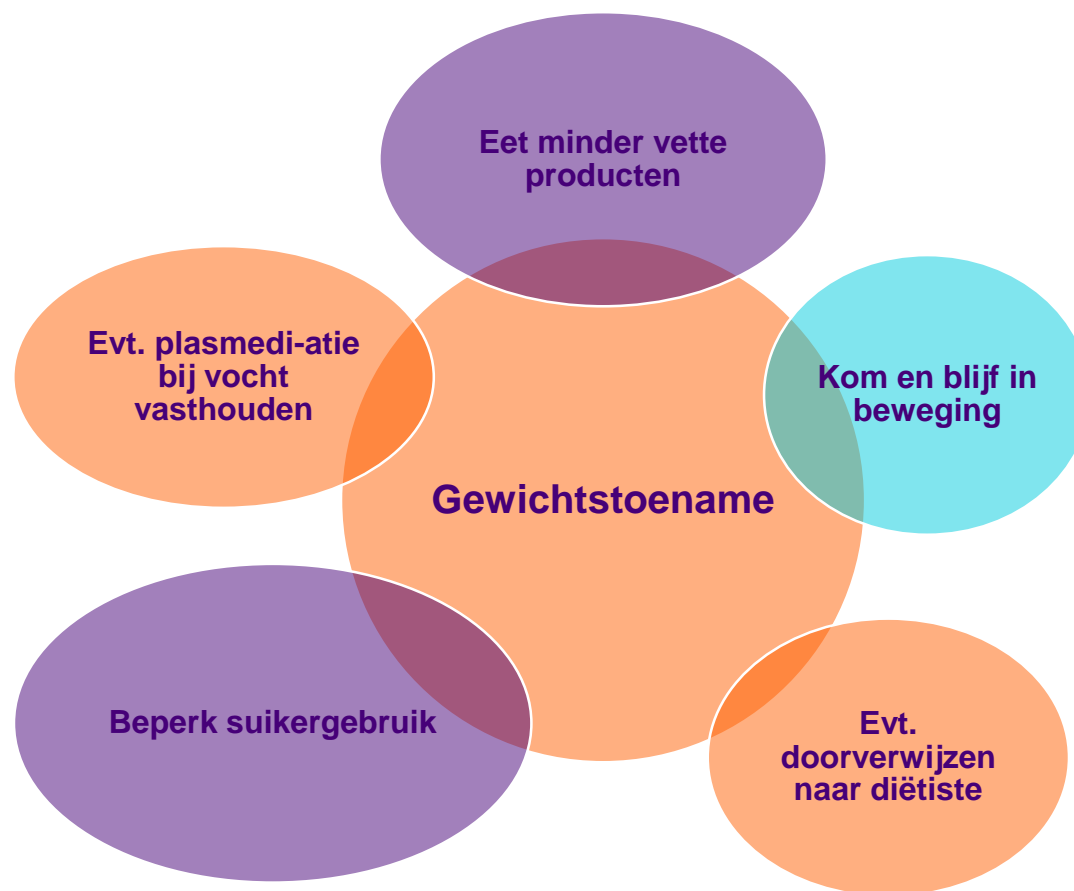 Eet minder vette
producten
Evt. plasmedi-atie
bij vocht
vasthouden
Kom en blijf in
beweging
Gewichtstoename
Beperk suikergebruik
Evt.
doorverwijzen
naar diëtiste